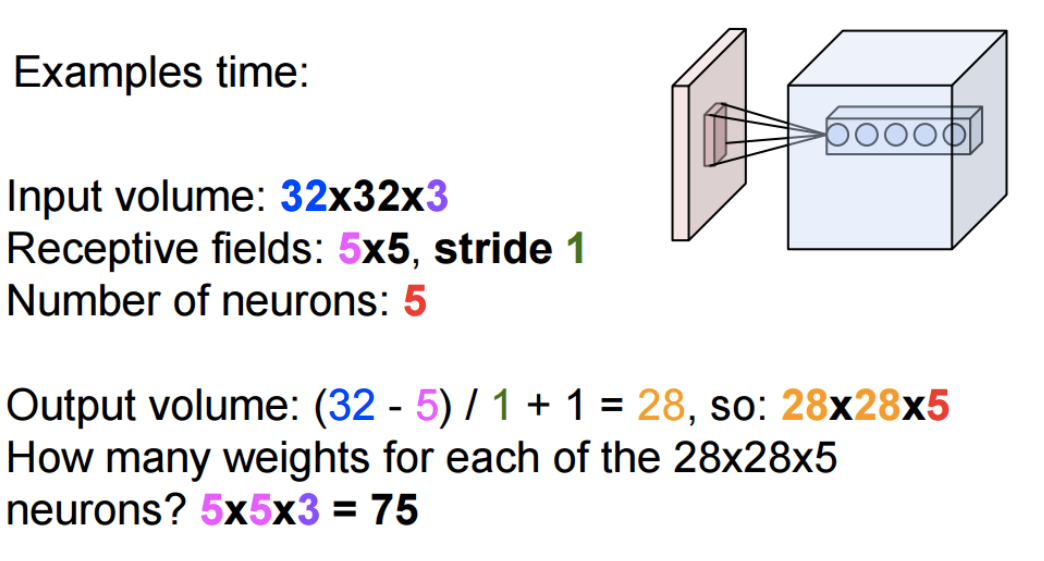 Examples time:
Input volume: 32x32x3
Receptive fields: 5x5, stride 1
Number of neurons: 5
Output volume: (32 - 5) / 1 + 1 = 28, so: 28x28x5
How many weights for each of the 28x28x5
neurons? 5x5x3 = 75